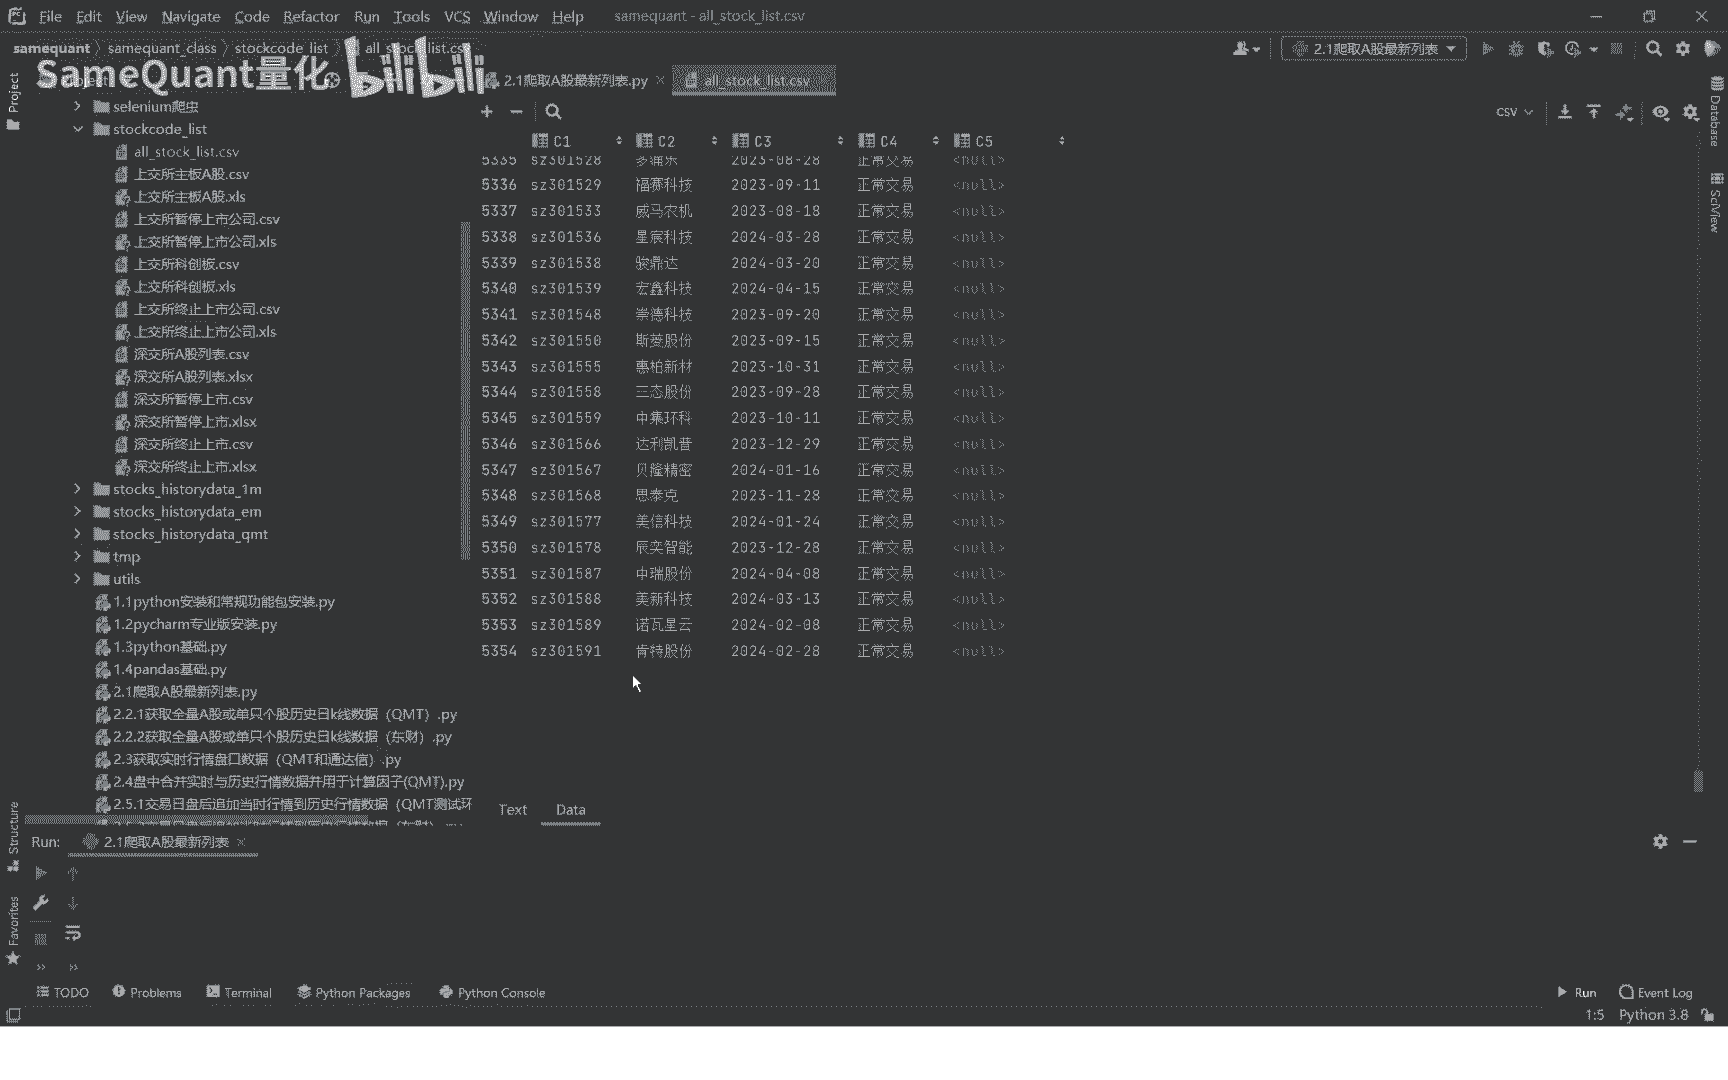 File Edit View Navigate Code Refactor Run Tools VCS Window Help samequant - all_stock_list.csv
samequant samequant_class stockcode_list all_stock_list.csv 2.1爬取A股最新列表
SameQuant量化 bilibili
2.1爬取A股最新列表.py all_stock_list.csv
Project
selenium爬虫
stockcode_list
all_stock_list.csv
上交所主板A股.csv
上交所主板A股.xls
上交所暂停上市公司.csv
上交所暂停上市公司.xls
上交所科创板.csv
上交所科创板.xls
上交所终止上市公司.csv
上交所终止上市公司.xls
深交所A股列表.csv
深交所A股列表.xlsx
深交所暂停上市.csv
深交所暂停上市.xlsx
深交所终止上市.csv
深交所终止上市.xlsx
stocks_historydata_1m
stocks_historydata_em
stocks_historydata_qmt
tmp
utils
1.1python安装和常规功能包安装.py
1.2pycharm专业版安装.py
1.3python基础.py
1.4pandas基础.py
2.1爬取A股最新列表.py
2.2.1获取全量A股或单只个股历史日k线数据（QMT）.py
2.2.2获取全量A股或单只个股历史日k线数据（东财）.py
2.3获取实时行情盘口数据（QMT和通达信）.py
2.4盘中合并实时与历史行情数据并用于计算因子(QMT).py
2.5.1交易日盘后追加当时行情到历史行情数据（QMT测试环
CSV
C1 C2 C3 C4 C5
5335 sz301528 多浦乐 2023-08-28 正常交易 <null>
5336 sz301529 福赛科技 2023-09-11 正常交易 <null>
5337 sz301533 威马农机 2023-08-18 正常交易 <null>
5338 sz301536 星宸科技 2024-03-28 正常交易 <null>
5339 sz301538 骏鼎达 2024-03-20 正常交易 <null>
5340 sz301539 宏鑫科技 2024-04-15 正常交易 <null>
5341 sz301548 崇德科技 2023-09-20 正常交易 <null>
5342 sz301550 斯菱股份 2023-09-15 正常交易 <null>
5343 sz301555 惠柏新材 2023-10-31 正常交易 <null>
5344 sz301558 三态股份 2023-09-28 正常交易 <null>
5345 sz301559 中集环科 2023-10-11 正常交易 <null>
5346 sz301566 达利凯普 2023-12-29 正常交易 <null>
5347 sz301567 贝隆精密 2024-01-16 正常交易 <null>
5348 sz301568 思泰克 2023-11-28 正常交易 <null>
5349 sz301577 美信科技 2024-01-24 正常交易 <null>
5350 sz301578 辰奕智能 2023-12-28 正常交易 <null>
5351 sz301587 中瑞股份 2024-04-08 正常交易 <null>
5352 sz301588 美新科技 2024-03-13 正常交易 <null>
5353 sz301589 诺瓦星云 2024-02-08 正常交易 <null>
5354 sz301591 肯特股份 2024-02-28 正常交易 <null>
Text Data
Database
SciView
Structure
Favorites
Run: 2.1爬取A股最新列表
TODO Problems Terminal Python Packages Python Console Run Event Log
1:5 Python 3.8